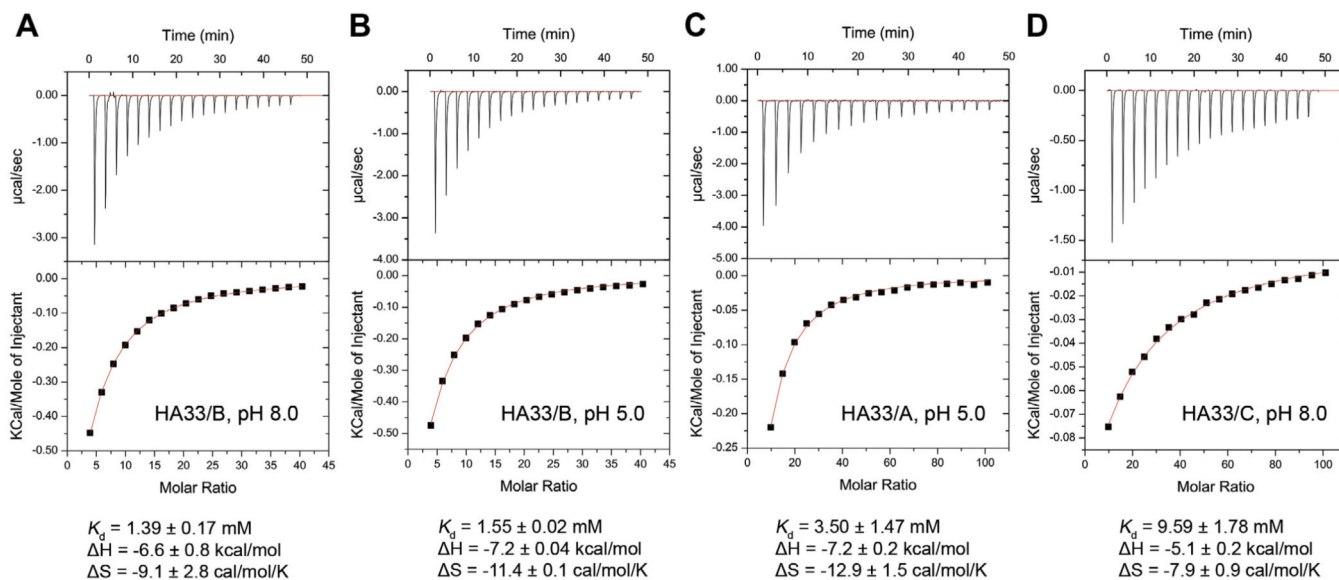 A
Time (min)
0 10 20 30 40 50
0.00
-1.00
-2.00
-3.00
µcal/sec
0.00
-0.10
-0.20
-0.30
-0.40
-0.50
KCal/Mole of Injectant
HA33/B, pH 8.0
0 5 10 15 20 25 30 35 40 45
Molar Ratio
Kd = 1.39 ± 0.17 mM
ΔH = -6.6 ± 0.8 kcal/mol
ΔS = -9.1 ± 2.8 cal/mol/K
B
Time (min)
0 10 20 30 40 50
0.00
-1.00
-2.00
-3.00
-4.00
µcal/sec
0.00
-0.10
-0.20
-0.30
-0.40
-0.50
KCal/Mole of Injectant
HA33/B, pH 5.0
0 5 10 15 20 25 30 35 40 45
Molar Ratio
Kd = 1.55 ± 0.02 mM
ΔH = -7.2 ± 0.04 kcal/mol
ΔS = -11.4 ± 0.1 cal/mol/K
C
Time (min)
0 10 20 30 40
1.00
0.00
-1.00
-2.00
-3.00
-4.00
-5.00
µcal/sec
0.00
-0.05
-0.10
-0.15
-0.20
-0.25
KCal/Mole of Injectant
HA33/A, pH 5.0
0 20 40 60 80 100
Molar Ratio
Kd = 3.50 ± 1.47 mM
ΔH = -7.2 ± 0.2 kcal/mol
ΔS = -12.9 ± 1.5 cal/mol/K
D
Time (min)
0 10 20 30 40 50
0.00
-0.50
-1.00
-1.50
µcal/sec
-0.01
-0.02
-0.03
-0.04
-0.05
-0.06
-0.07
-0.08
KCal/Mole of Injectant
HA33/C, pH 8.0
0 20 40 60 80 100
Molar Ratio
Kd = 9.59 ± 1.78 mM
ΔH = -5.1 ± 0.2 kcal/mol
ΔS = -7.9 ± 0.9 cal/mol/K